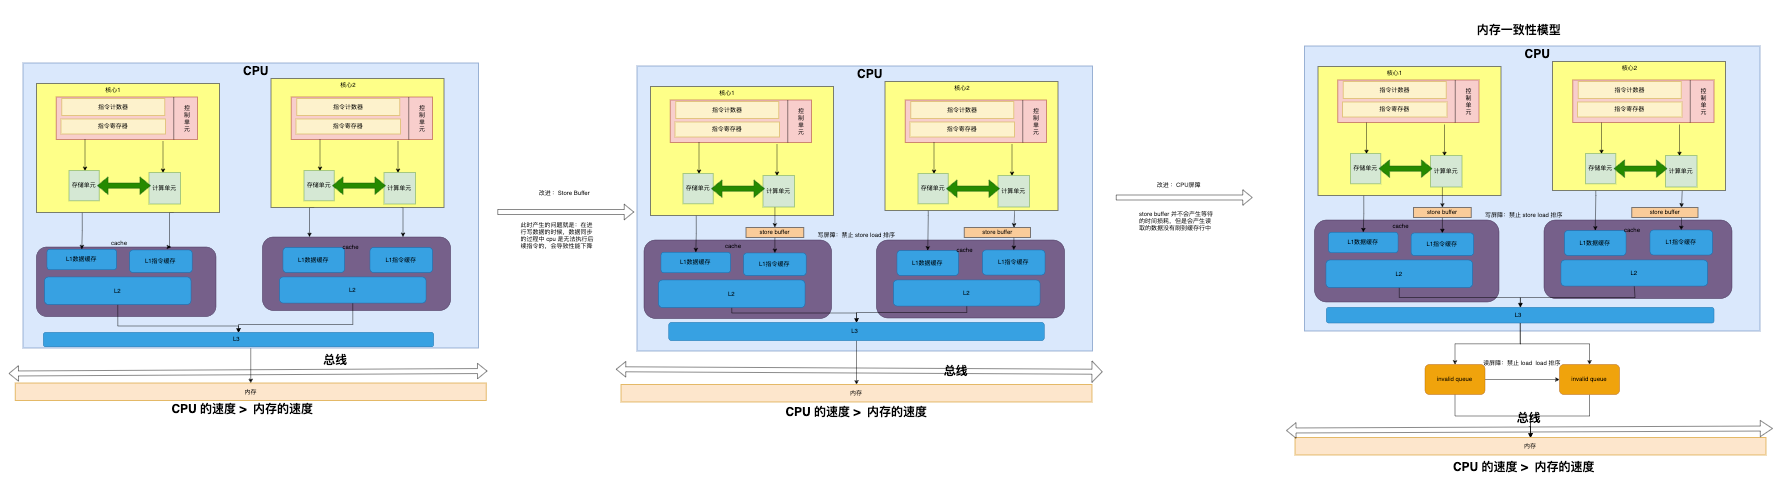 CPU
核心1
指令计数器
指令寄存器
控
制
单
元
存储单元
计算单元
核心2
指令计数器
指令寄存器
控
制
单
元
存储单元
计算单元
cache
L1数据缓存
L1指令缓存
L2
cache
L1数据缓存
L1指令缓存
L2
L3
总线
内存
CPU 的速度 > 内存的速度
改进： Store Buffer
此时产生的问题就是：在进
行写数据的时候，数据同步
的过程中 cpu 是无法执行后
续指令的，会导致性能下降
CPU
核心1
指令计数器
指令寄存器
控
制
单
元
存储单元
计算单元
核心2
指令计数器
指令寄存器
控
制
单
元
存储单元
计算单元
store buffer
写屏障：禁止 store load 排序
store buffer
cache
L1数据缓存
L1指令缓存
L2
cache
L1数据缓存
L1指令缓存
L2
L3
总线
内存
CPU 的速度 > 内存的速度
改进： CPU屏障
store buffer 并不会产生等待
的时间损耗，但是会产生读
取的数据没有刷到缓存行中
内存一致性模型
CPU
核心1
指令计数器
指令寄存器
控
制
单
元
存储单元
计算单元
核心2
指令计数器
指令寄存器
控
制
单
元
存储单元
计算单元
store buffer
写屏障：禁止 store load 排序
store buffer
cache
L1数据缓存
L1指令缓存
L2
cache
L1数据缓存
L1指令缓存
L2
L3
读屏障：禁止 load load 排序
invalid queue
invalid queue
总线
内存
CPU 的速度 > 内存的速度